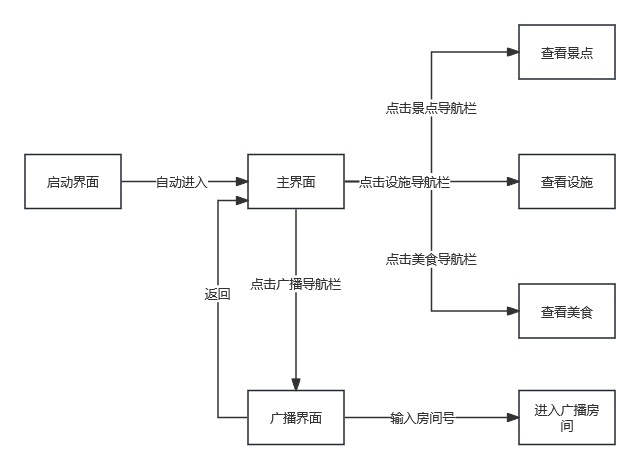 查看景点
点击景点导航栏
启动界面
自动进入
主界面
点击设施导航栏
查看设施
点击美食导航栏
点击广播导航栏
返回
查看美食
广播界面
输入房间号
进入广播房
间